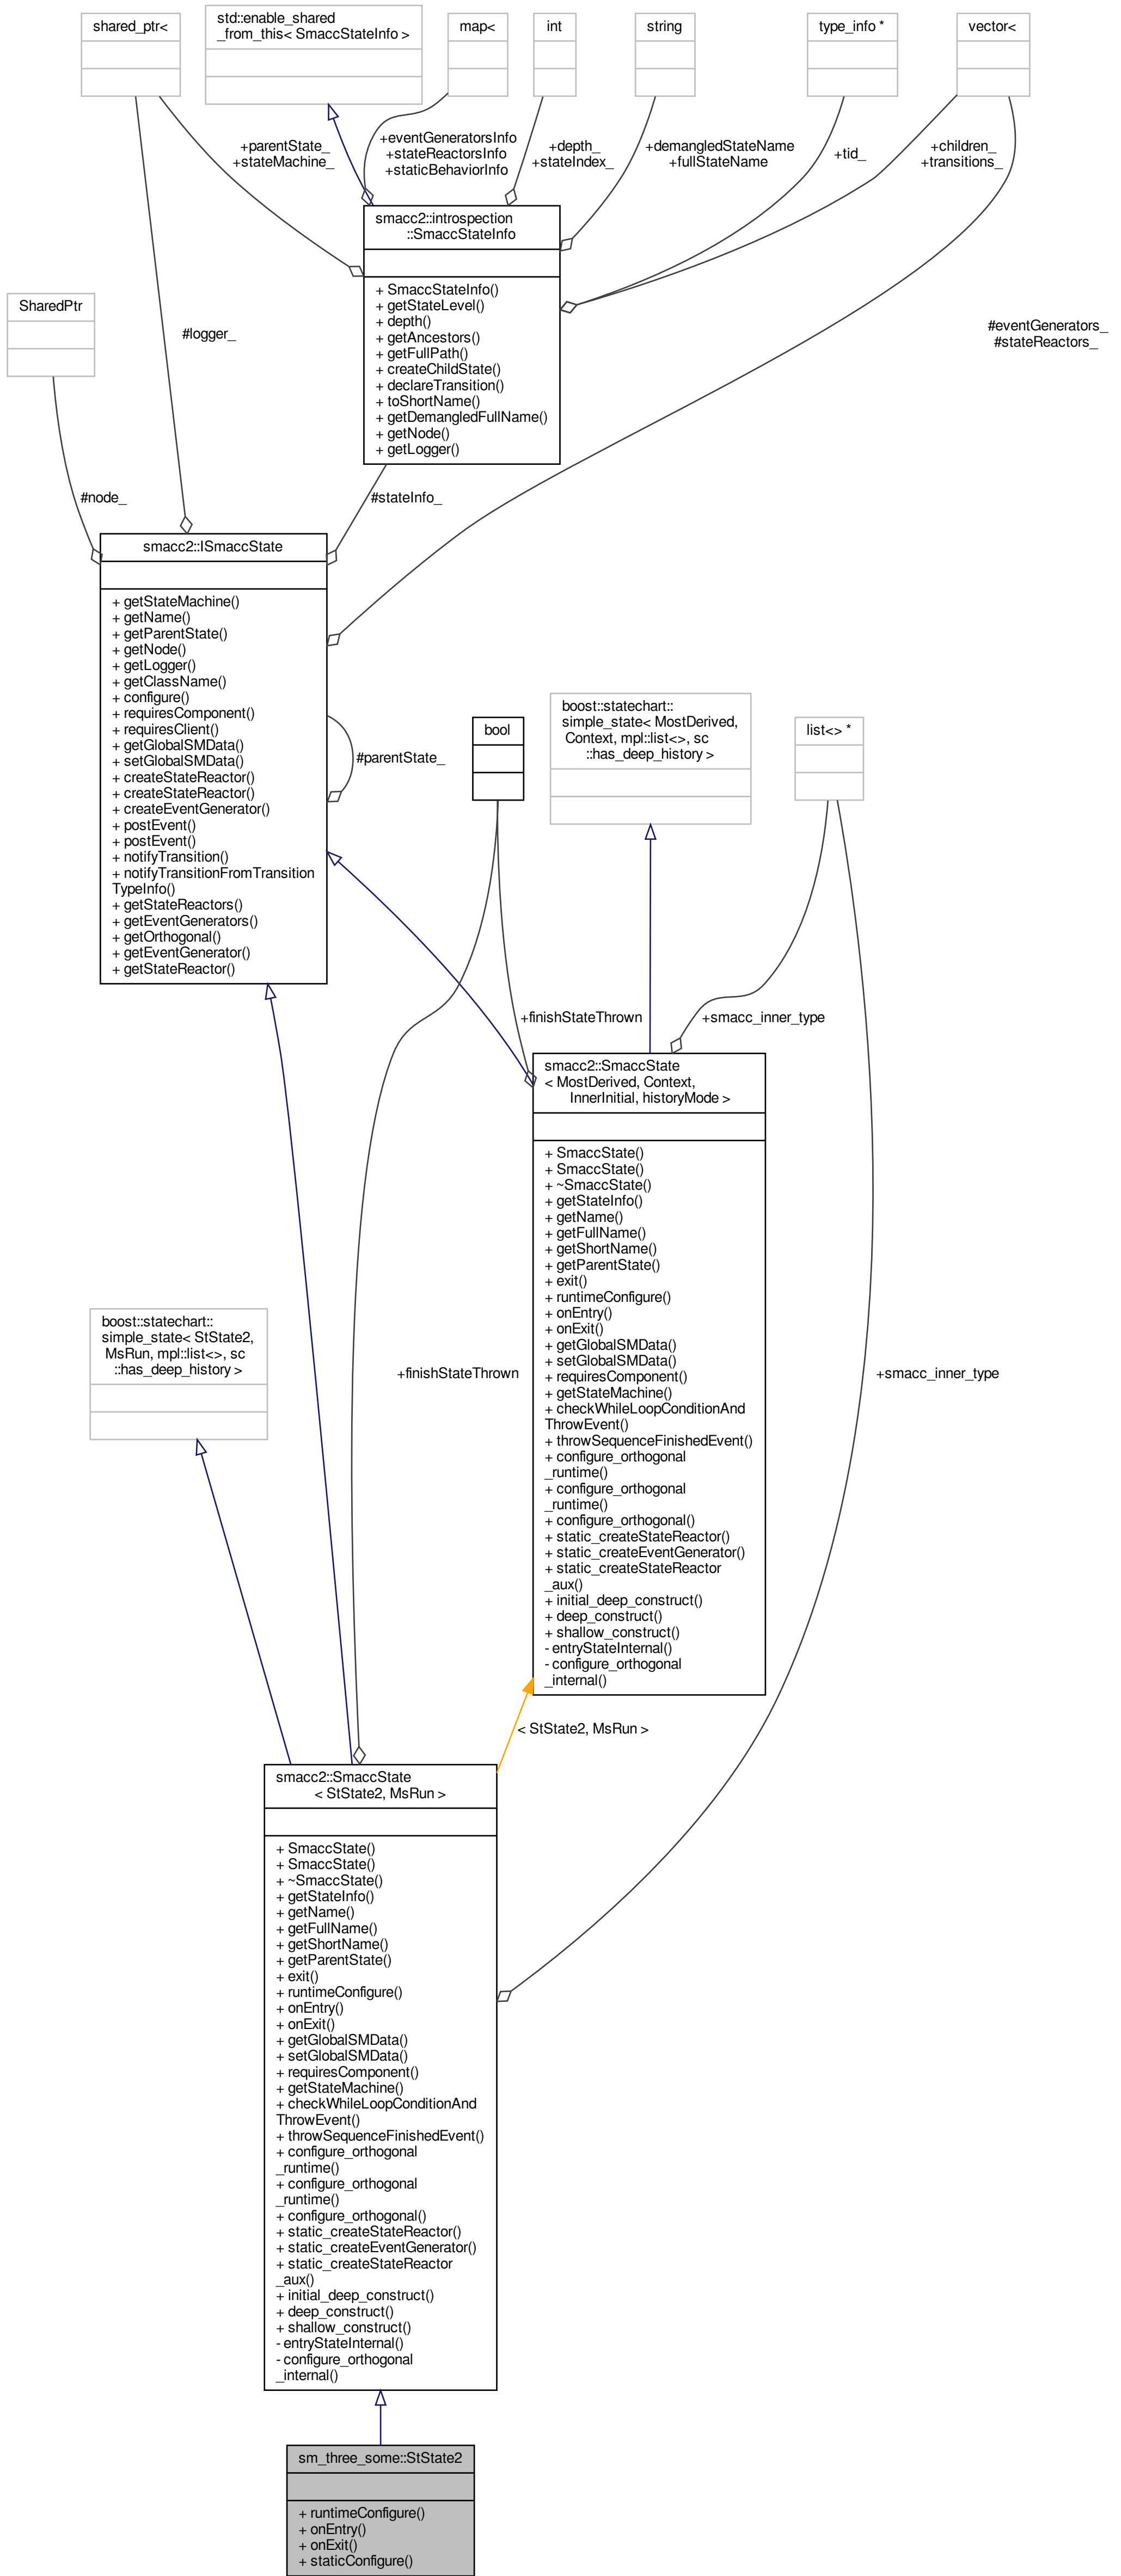 shared_ptr<
std::enable_shared
_from_this< SmaccStateInfo >
map<
int
string
type_info *
vector<
+parentState_
+stateMachine_
+eventGeneratorsInfo
+stateReactorsInfo
+staticBehaviorInfo
+depth_
+stateIndex_
+demangledStateName
+fullStateName
+tid_
+children_
+transitions_
smacc2::introspection
::SmaccStateInfo
+ SmaccStateInfo()
+ getStateLevel()
+ depth()
+ getAncestors()
+ getFullPath()
+ createChildState()
+ declareTransition()
+ toShortName()
+ getDemangledFullName()
+ getNode()
+ getLogger()
SharedPtr
#logger_
#eventGenerators_
#stateReactors_
#node_
#stateInfo_
smacc2::ISmaccState
+ getStateMachine()
+ getName()
+ getParentState()
+ getNode()
+ getLogger()
+ getClassName()
+ configure()
+ requiresComponent()
+ requiresClient()
+ getGlobalSMData()
+ setGlobalSMData()
+ createStateReactor()
+ createStateReactor()
+ createEventGenerator()
+ postEvent()
+ postEvent()
+ notifyTransition()
+ notifyTransitionFromTransition
TypeInfo()
+ getStateReactors()
+ getEventGenerators()
+ getOrthogonal()
+ getEventGenerator()
+ getStateReactor()
#parentState_
bool
boost::statechart::
simple_state< MostDerived,
Context, mpl::list<>, sc
::has_deep_history >
list<> *
+finishStateThrown
+smacc_inner_type
smacc2::SmaccState
< MostDerived, Context,
InnerInitial, historyMode >
+ SmaccState()
+ SmaccState()
+ ~SmaccState()
+ getStateInfo()
+ getName()
+ getFullName()
+ getShortName()
+ getParentState()
+ exit()
+ runtimeConfigure()
+ onEntry()
+ onExit()
+ getGlobalSMData()
+ setGlobalSMData()
+ requiresComponent()
+ getStateMachine()
+ checkWhileLoopConditionAnd
ThrowEvent()
+ throwSequenceFinishedEvent()
+ configure_orthogonal
_runtime()
+ configure_orthogonal
_runtime()
+ configure_orthogonal()
+ static_createStateReactor()
+ static_createEventGenerator()
+ static_createStateReactor
_aux()
+ initial_deep_construct()
+ deep_construct()
+ shallow_construct()
- entryStateInternal()
- configure_orthogonal
_internal()
boost::statechart::
simple_state< StState2,
MsRun, mpl::list<>, sc
::has_deep_history >
+finishStateThrown
+smacc_inner_type
< StState2, MsRun >
smacc2::SmaccState
< StState2, MsRun >
+ SmaccState()
+ SmaccState()
+ ~SmaccState()
+ getStateInfo()
+ getName()
+ getFullName()
+ getShortName()
+ getParentState()
+ exit()
+ runtimeConfigure()
+ onEntry()
+ onExit()
+ getGlobalSMData()
+ setGlobalSMData()
+ requiresComponent()
+ getStateMachine()
+ checkWhileLoopConditionAnd
ThrowEvent()
+ throwSequenceFinishedEvent()
+ configure_orthogonal
_runtime()
+ configure_orthogonal
_runtime()
+ configure_orthogonal()
+ static_createStateReactor()
+ static_createEventGenerator()
+ static_createStateReactor
_aux()
+ initial_deep_construct()
+ deep_construct()
+ shallow_construct()
- entryStateInternal()
- configure_orthogonal
_internal()
sm_three_some::StState2
+ runtimeConfigure()
+ onEntry()
+ onExit()
+ staticConfigure()